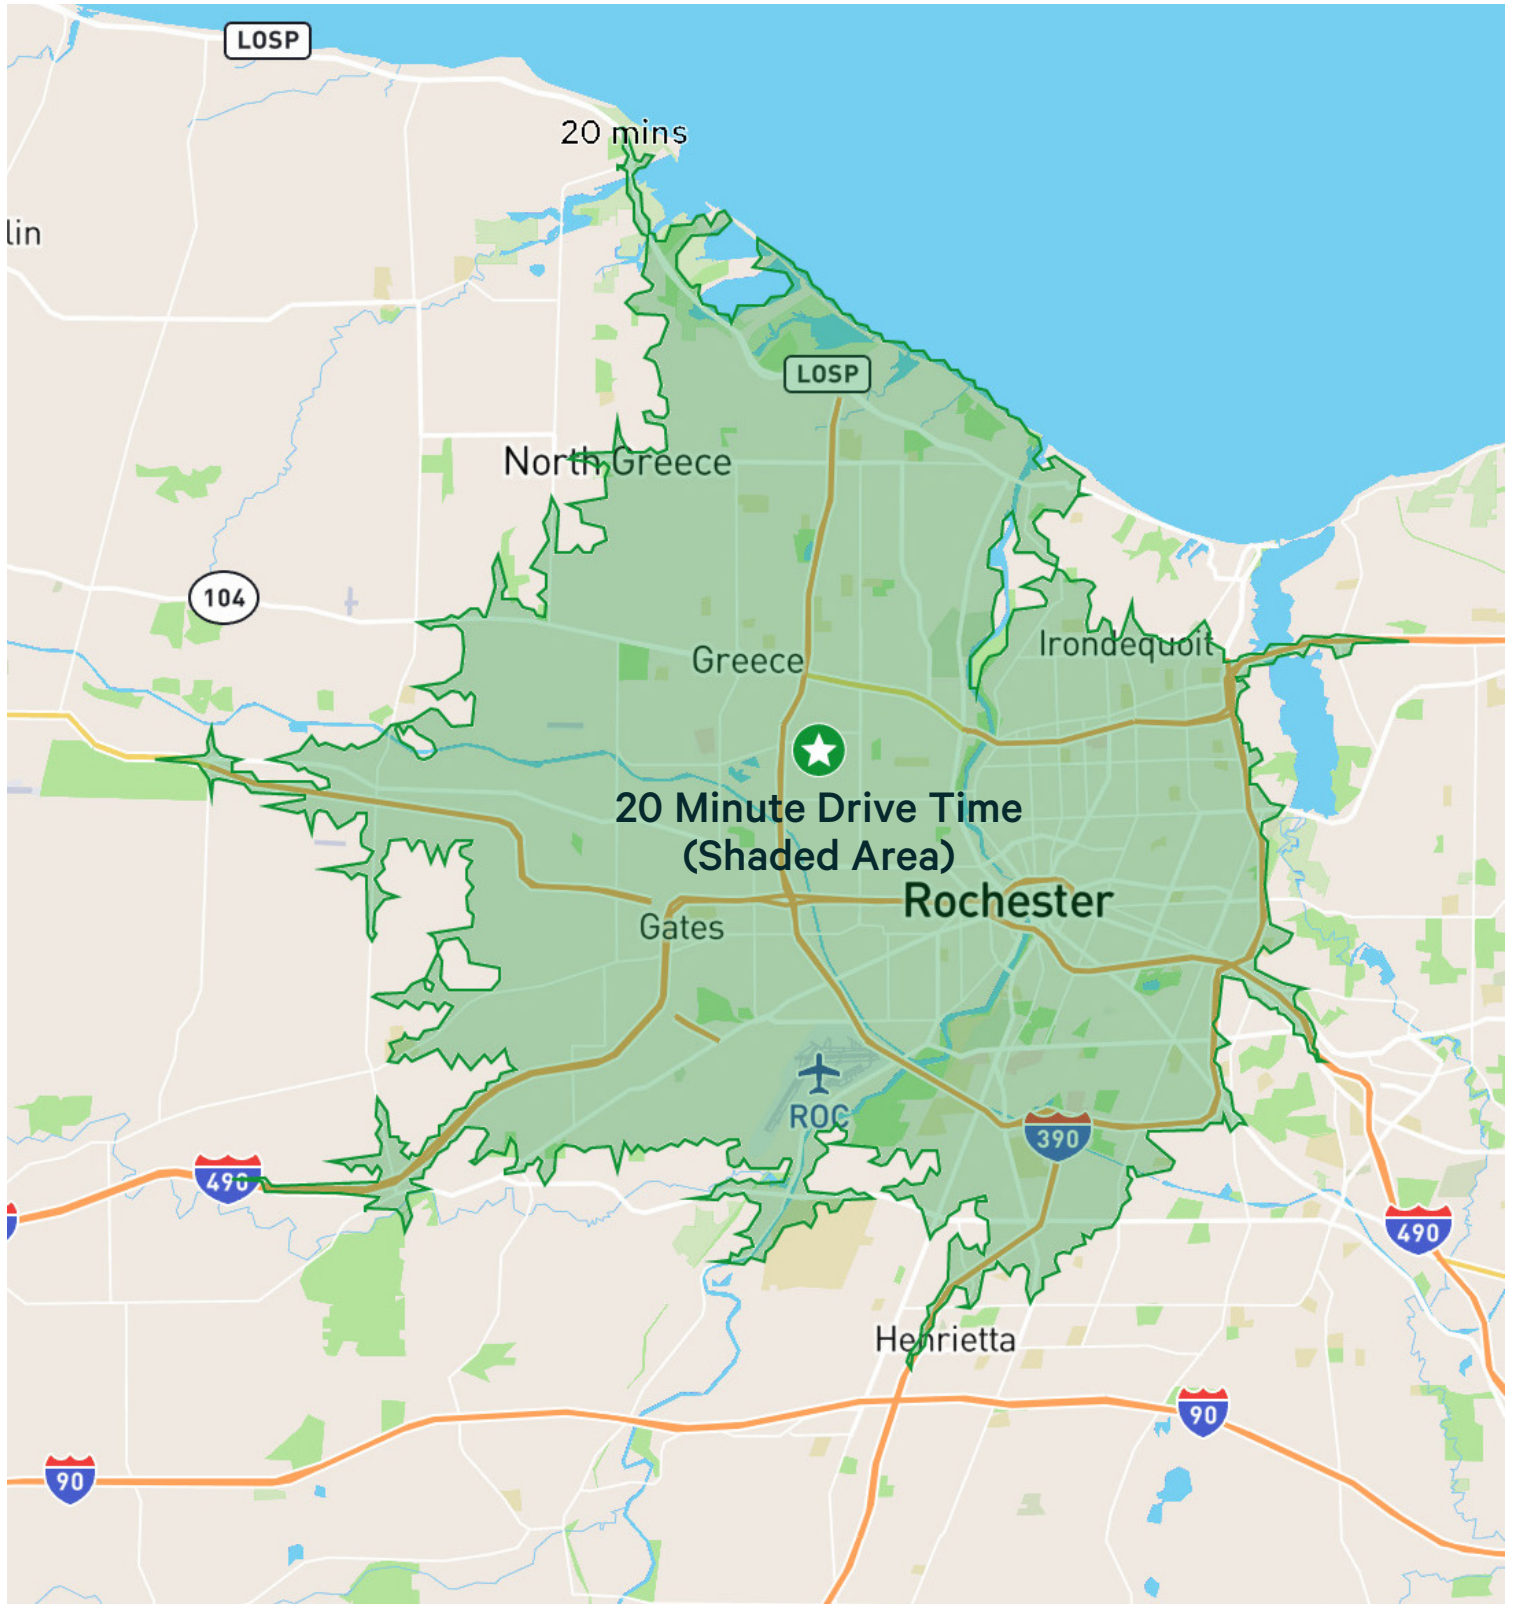 LOSP
20 mins
lin
LOSP
North Greece
104
Irondequoit
Greece
20 Minute Drive Time
(Shaded Area)
Rochester
Gates
ROC
390
490
490
Henrietta
90
90